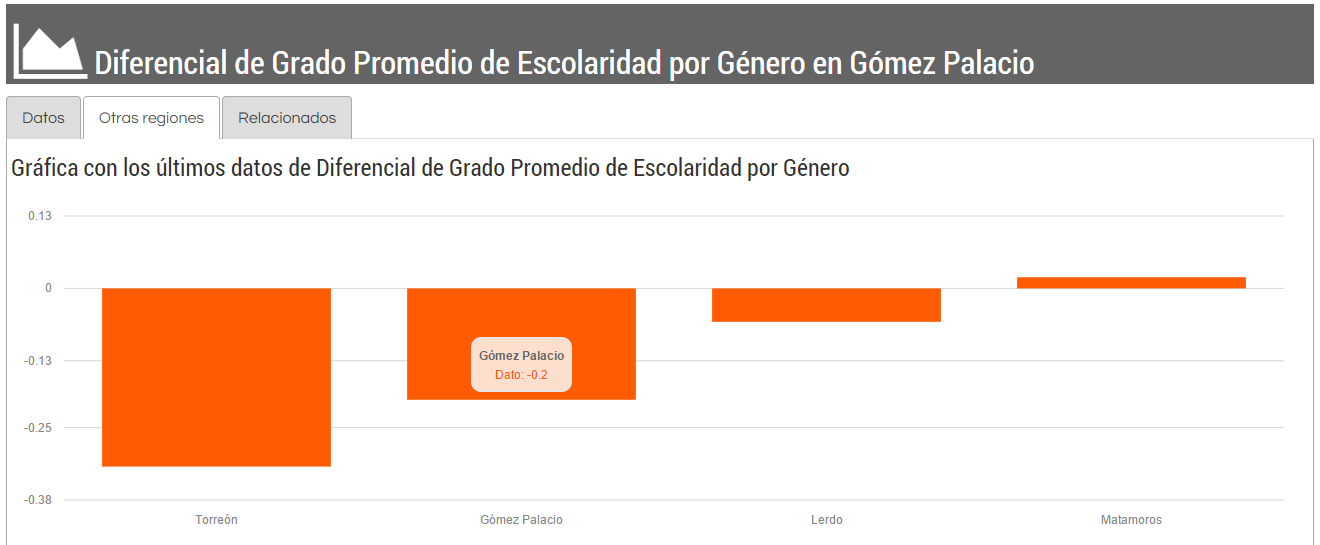 Diferencial de Grado Promedio de Escolaridad por Género en Gómez Palacio
Datos
Otras regiones
Relacionados
Gráfica con los últimos datos de Diferencial de Grado Promedio de Escolaridad por Género
0.13
0
-0.13
-0.25
-0.38
Gómez Palacio
Dato: -0.2
Torreón
Gómez Palacio
Lerdo
Matamoros